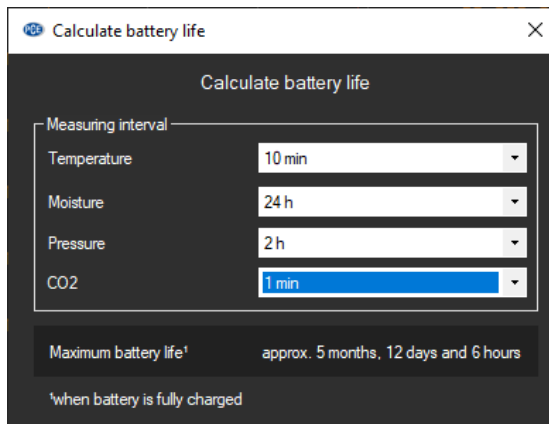 PCE Calculate battery life
Calculate battery life
Measuring interval
Temperature 10 min
Moisture 24 h
Pressure 2 h
CO2 1 min
Maximum battery life¹ approx. 5 months, 12 days and 6 hours
¹when battery is fully charged